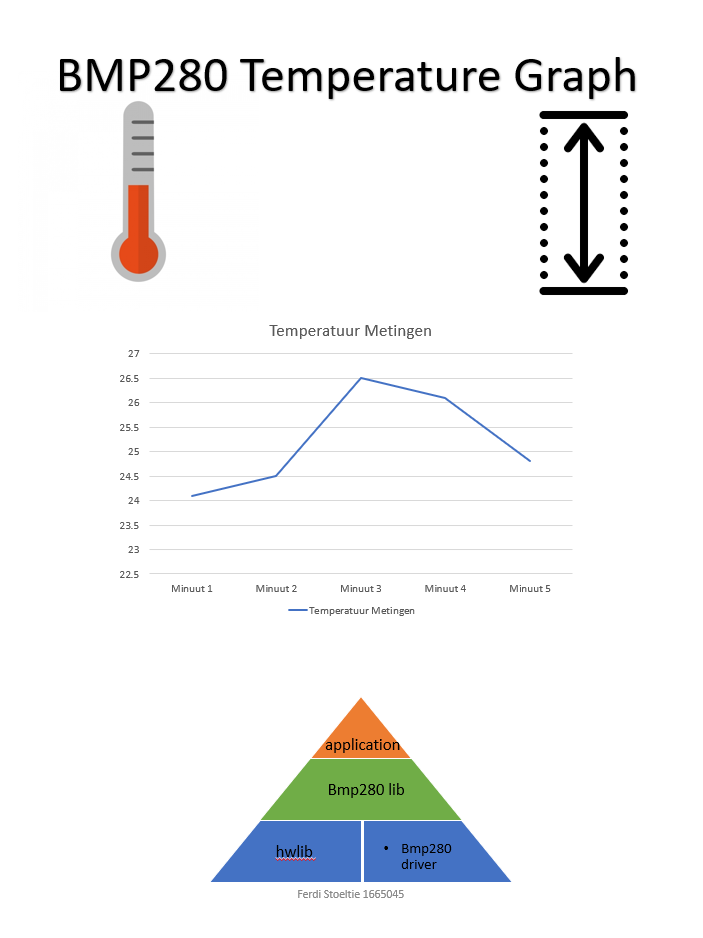 BMP280 Temperature Graph
Temperatuur Metingen
27
26.5
26
25.5
25
24.5
24
23.5
23
22.5
Minuut 1 Minuut 2 Minuut 3 Minuut 4 Minuut 5
Temperatuur Metingen
application
Bmp280 lib
hwlib
• Bmp280
driver
Ferdi Stoeltie 1665045